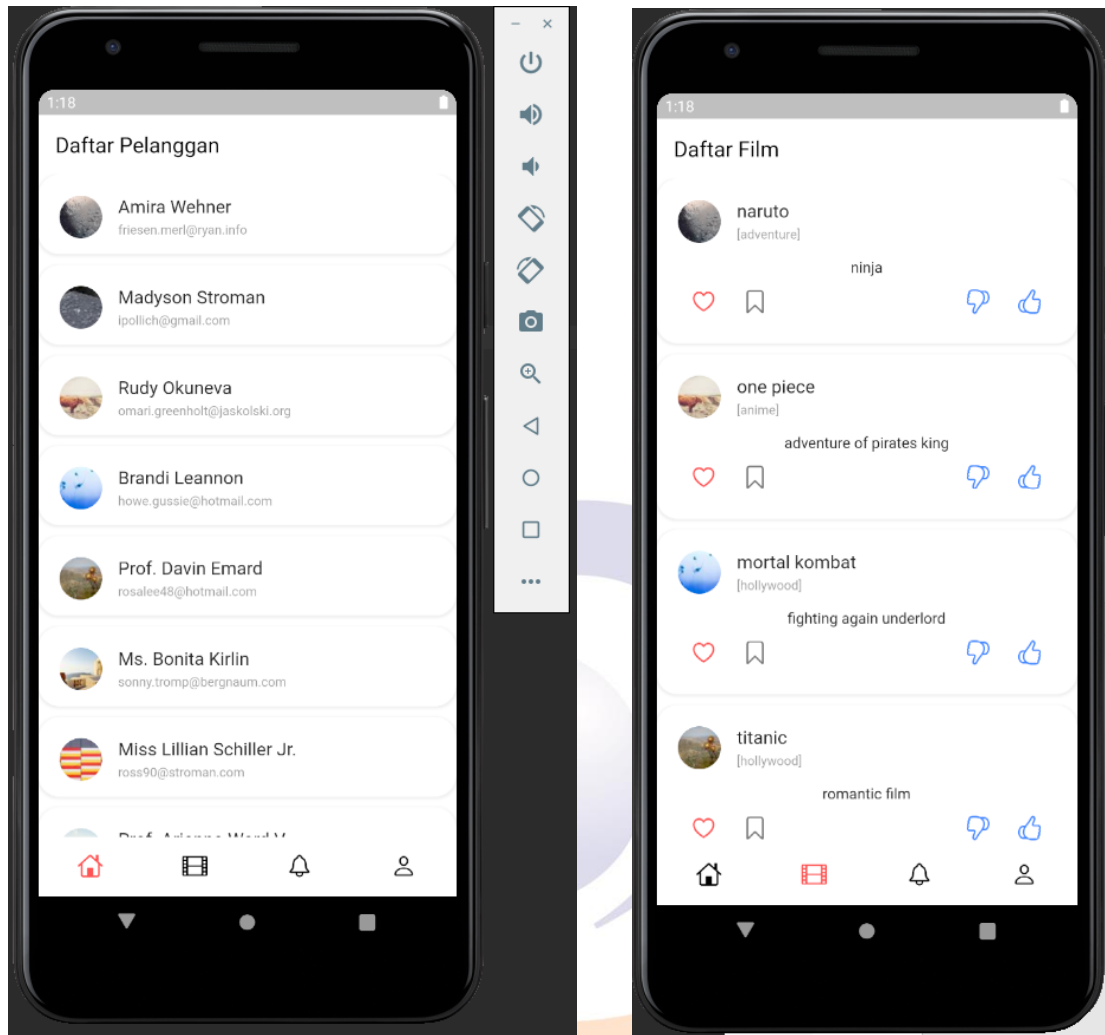 1:18
Daftar Pelanggan
Amira Wehner
friesen.merl@ryan.info
Madyson Stroman
ipollich@gmail.com
Rudy Okuneva
omari.greenholt@jaskolski.org
Brandi Leannon
howe.gussie@hotmail.com
Prof. Davin Emard
rosalee48@hotmail.com
Ms. Bonita Kirlin
sonny.tromp@bergnaum.com
Miss Lillian Schiller Jr.
ross90@stroman.com
Prof. Arianna Ward V
1:18
Daftar Film
naruto
[adventure]
ninja
one piece
[anime]
adventure of pirates king
mortal kombat
[hollywood]
fighting again underlord
titanic
[hollywood]
romantic film